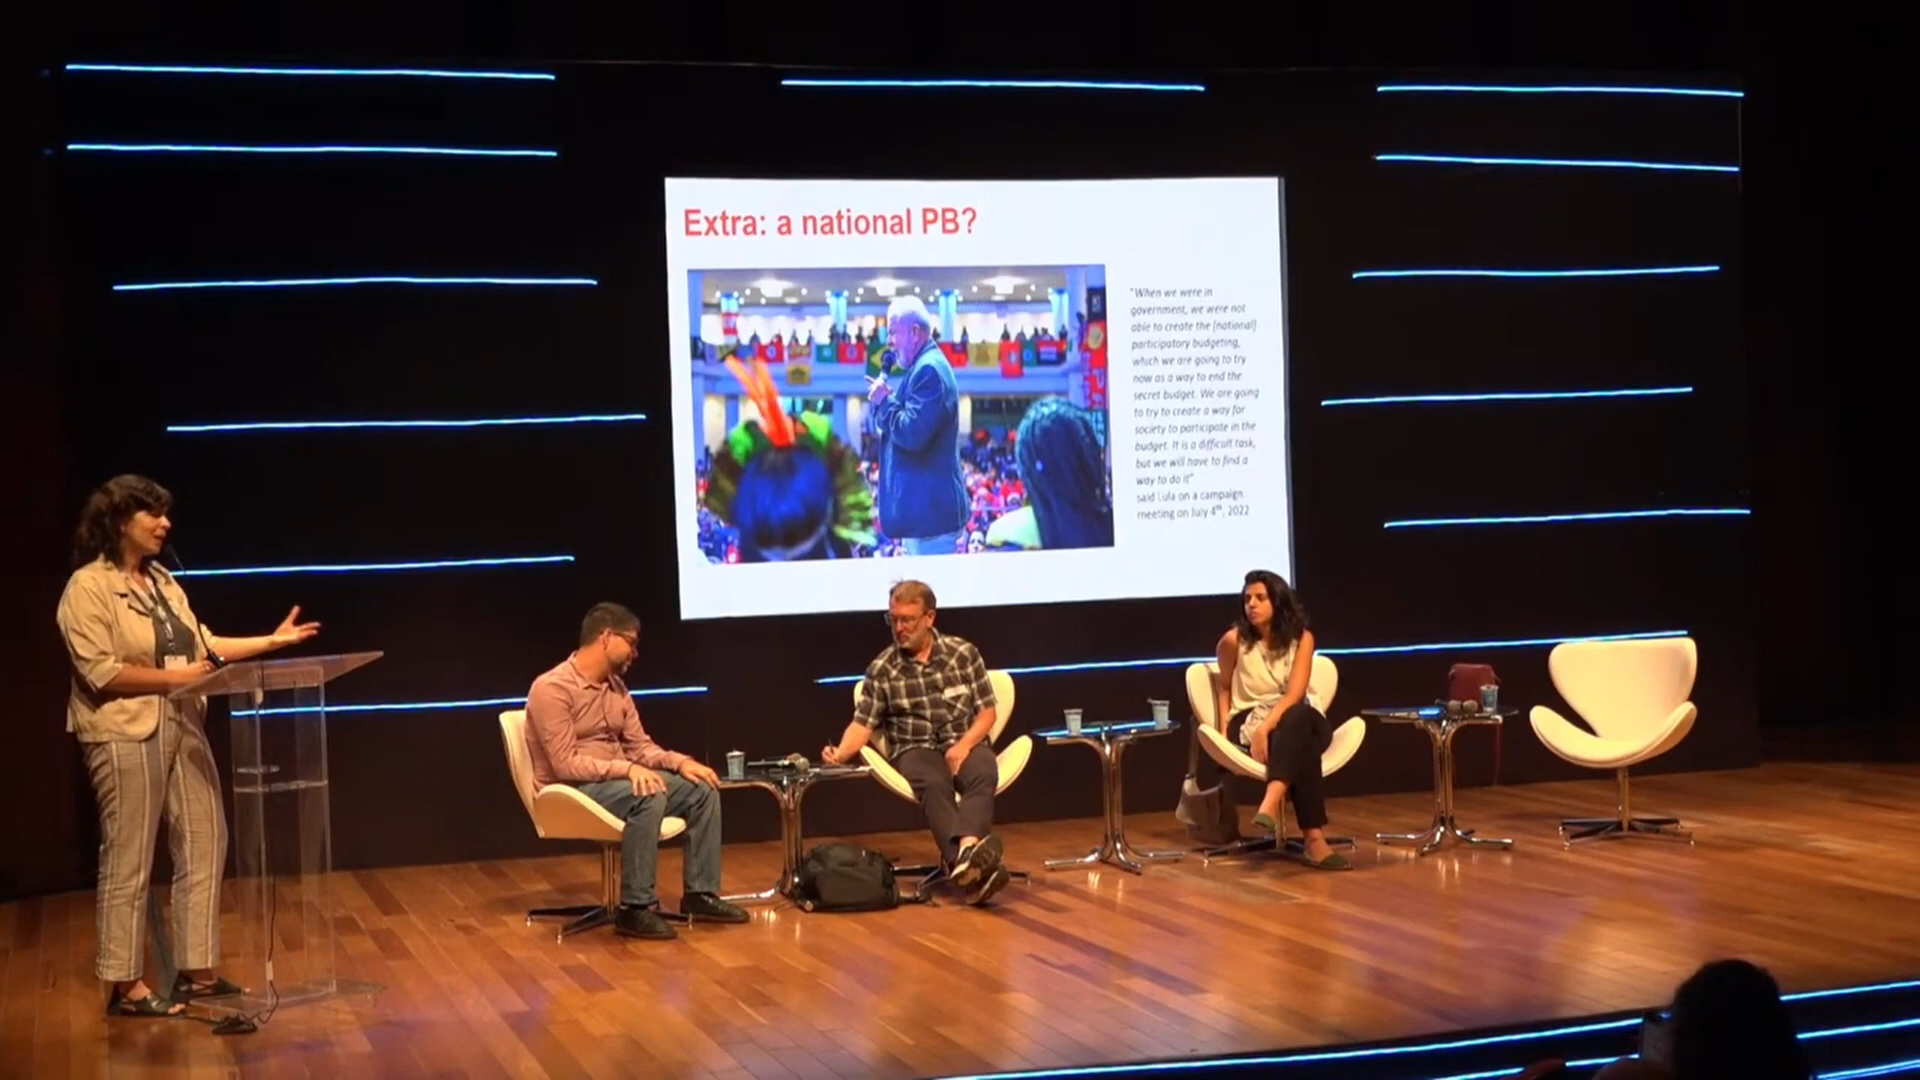 Extra: a national PB?
"When we were in
government, we were not
able to create the [national]
participatory budgeting,
which we are going to try
now as a way to end the
secret budget. We are going
to try to create a way for
society to participate in the
budget. It is a difficult task,
but we will have to find a
way to do it"
said Lula on a campaign
meeting on July 4th, 2022